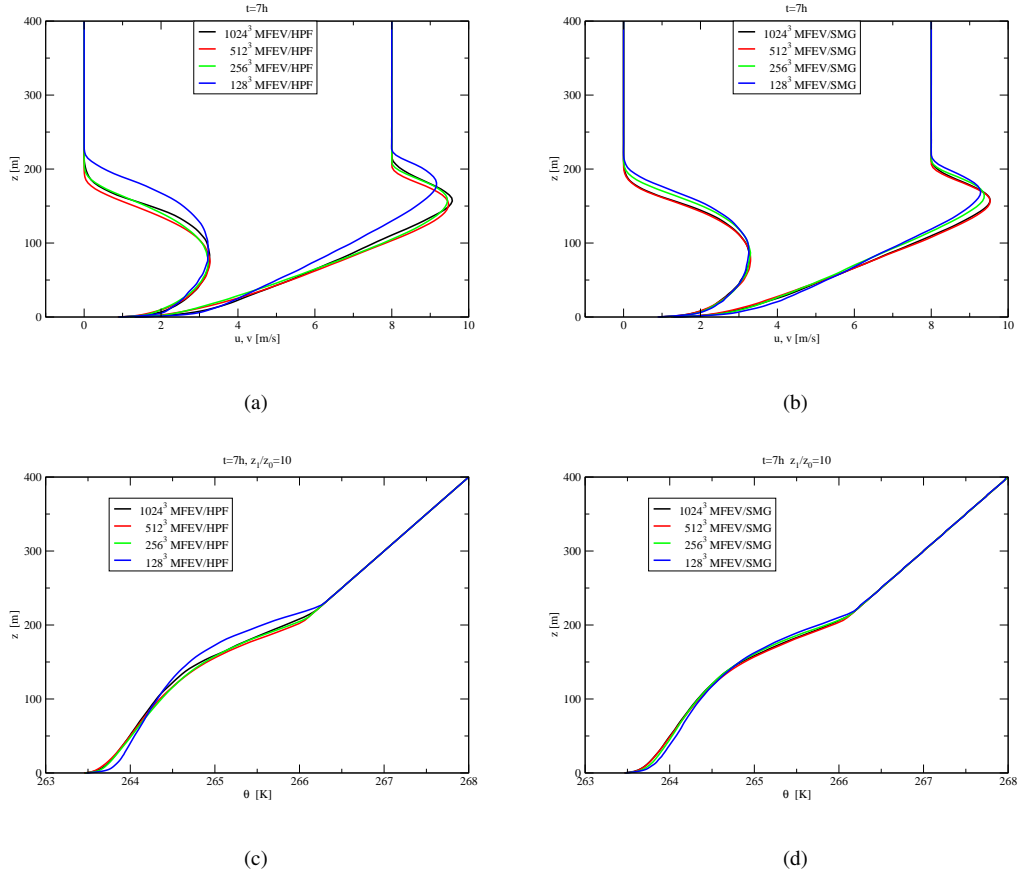 t=7h
1024³ MFEV/HPF
512³ MFEV/HPF
256³ MFEV/HPF
128³ MFEV/HPF
400
300
200
100
0
z [m]
0 2 4 6 8 10
u, v [m/s]
(a)
t=7h
1024³ MFEV/SMG
512³ MFEV/SMG
256³ MFEV/SMG
128³ MFEV/SMG
400
300
200
100
0
z [m]
0 2 4 6 8 10
u, v [m/s]
(b)
t=7h, z₁/z₀=10
1024³ MFEV/HPF
512³ MFEV/HPF
256³ MFEV/HPF
128³ MFEV/HPF
400
300
200
100
0
z [m]
263 264 265 266 267 268
θ [K]
(c)
t=7h z₁/z₀=10
1024³ MFEV/SMG
512³ MFEV/SMG
256³ MFEV/SMG
128³ MFEV/SMG
400
300
200
100
0
z [m]
263 264 265 266 267 268
θ [K]
(d)